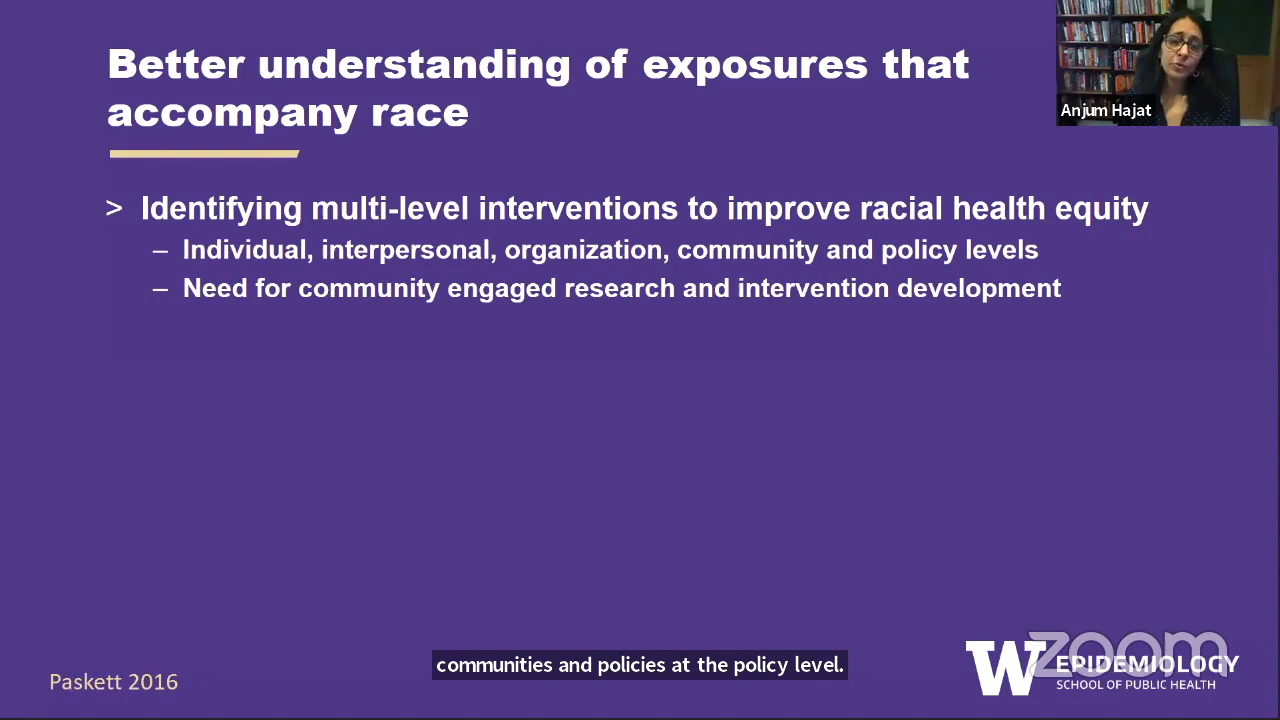 Better understanding of exposures that
accompany race
Anjum Hajat
> Identifying multi-level interventions to improve racial health equity
– Individual, interpersonal, organization, community and policy levels
– Need for community engaged research and intervention development
communities and policies at the policy level.
Paskett 2016
W EPIDEMIOLOGY
SCHOOL OF PUBLIC HEALTH
zoom